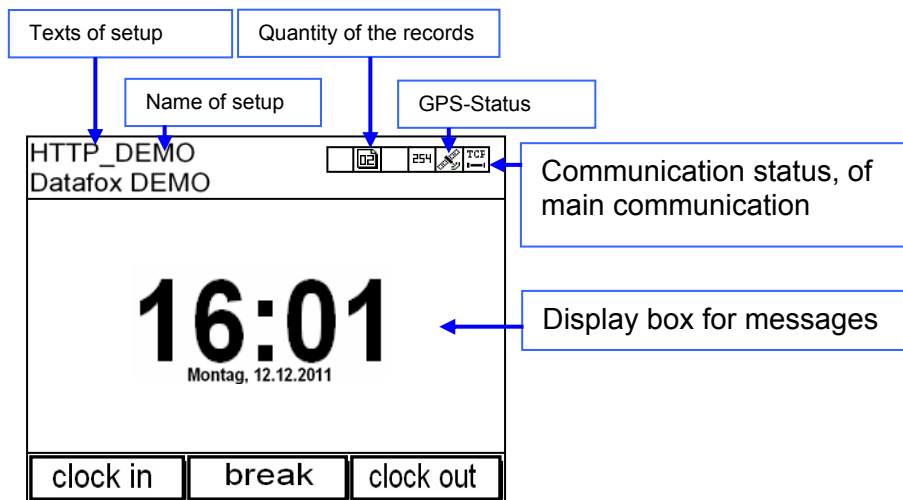 Texts of setup
Quantity of the records
Name of setup
GPS-Status
HTTP_DEMO
Datafox DEMO
02
254
TCP
Communication status, of
main communication
16:01
Montag, 12.12.2011
Display box for messages
clock in
break
clock out